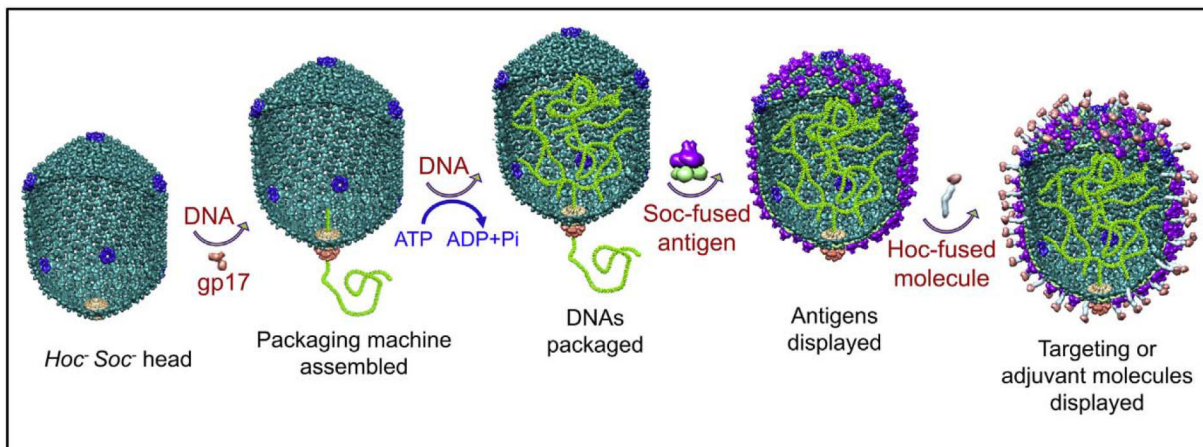 DNA
gp17
Hoc- Soc- head
DNA
ATP ADP+Pi
Packaging machine
assembled
DNAs
packaged
Soc-fused
antigen
Antigens
displayed
Hoc-fused
molecule
Targeting or
adjuvant molecules
displayed